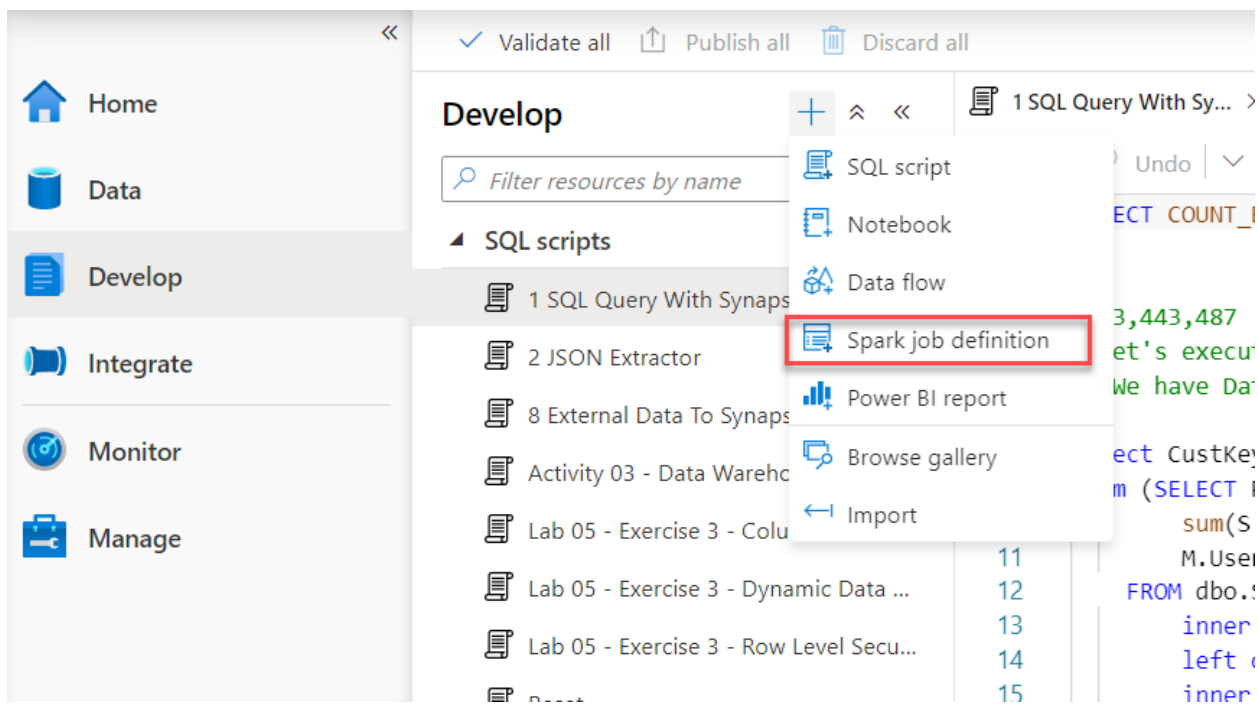 Validate all
Publish all
Discard all
Home
Data
Develop
Integrate
Monitor
Manage
Develop
Filter resources by name
SQL scripts
1 SQL Query With Synaps
2 JSON Extractor
8 External Data To Synaps
Activity 03 - Data Wareho
Lab 05 - Exercise 3 - Colu
Lab 05 - Exercise 3 - Dynamic Data ...
Lab 05 - Exercise 3 - Row Level Secu...
SQL script
Notebook
Data flow
Spark job definition
Power BI report
Browse gallery
Import
1 SQL Query With Sy...
Undo
ECT COUNT_
3,443,487
et's execu
We have Da
ect CustKey
m (SELECT
sum(S
11 M.User
12 FROM dbo.
13 inner
14 left
15 inner